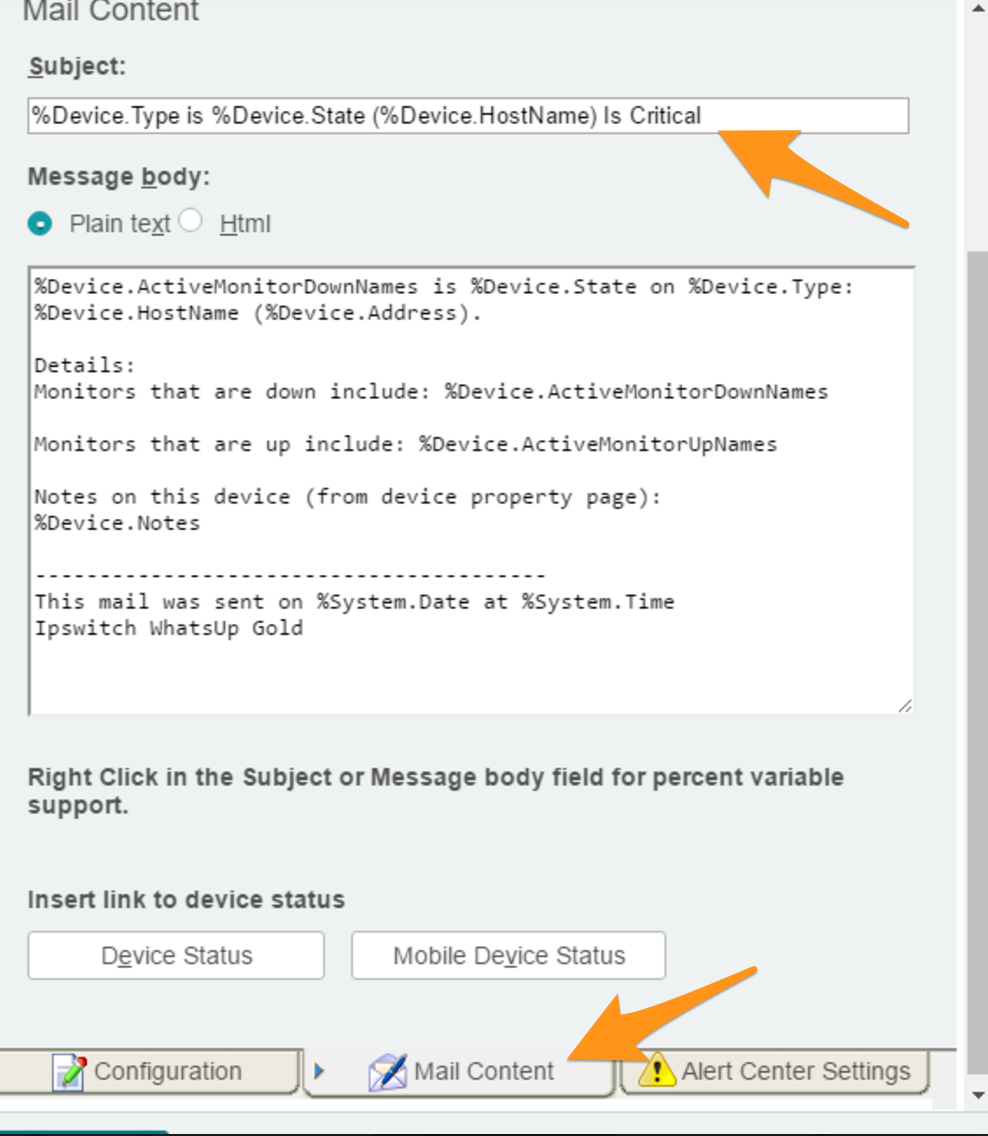 Mail Content
Subject:
%Device.Type is %Device.State (%Device.HostName) Is Critical
Message body:
Plain text Html
%Device.ActiveMonitorDownNames is %Device.State on %Device.Type:
%Device.HostName (%Device.Address).
Details:
Monitors that are down include: %Device.ActiveMonitorDownNames
Monitors that are up include: %Device.ActiveMonitorUpNames
Notes on this device (from device property page):
%Device.Notes
----------------------------------------
This mail was sent on %System.Date at %System.Time
Ipswitch WhatsUp Gold
Right Click in the Subject or Message body field for percent variable
support.
Insert link to device status
Device Status Mobile Device Status
Configuration Mail Content Alert Center Settings